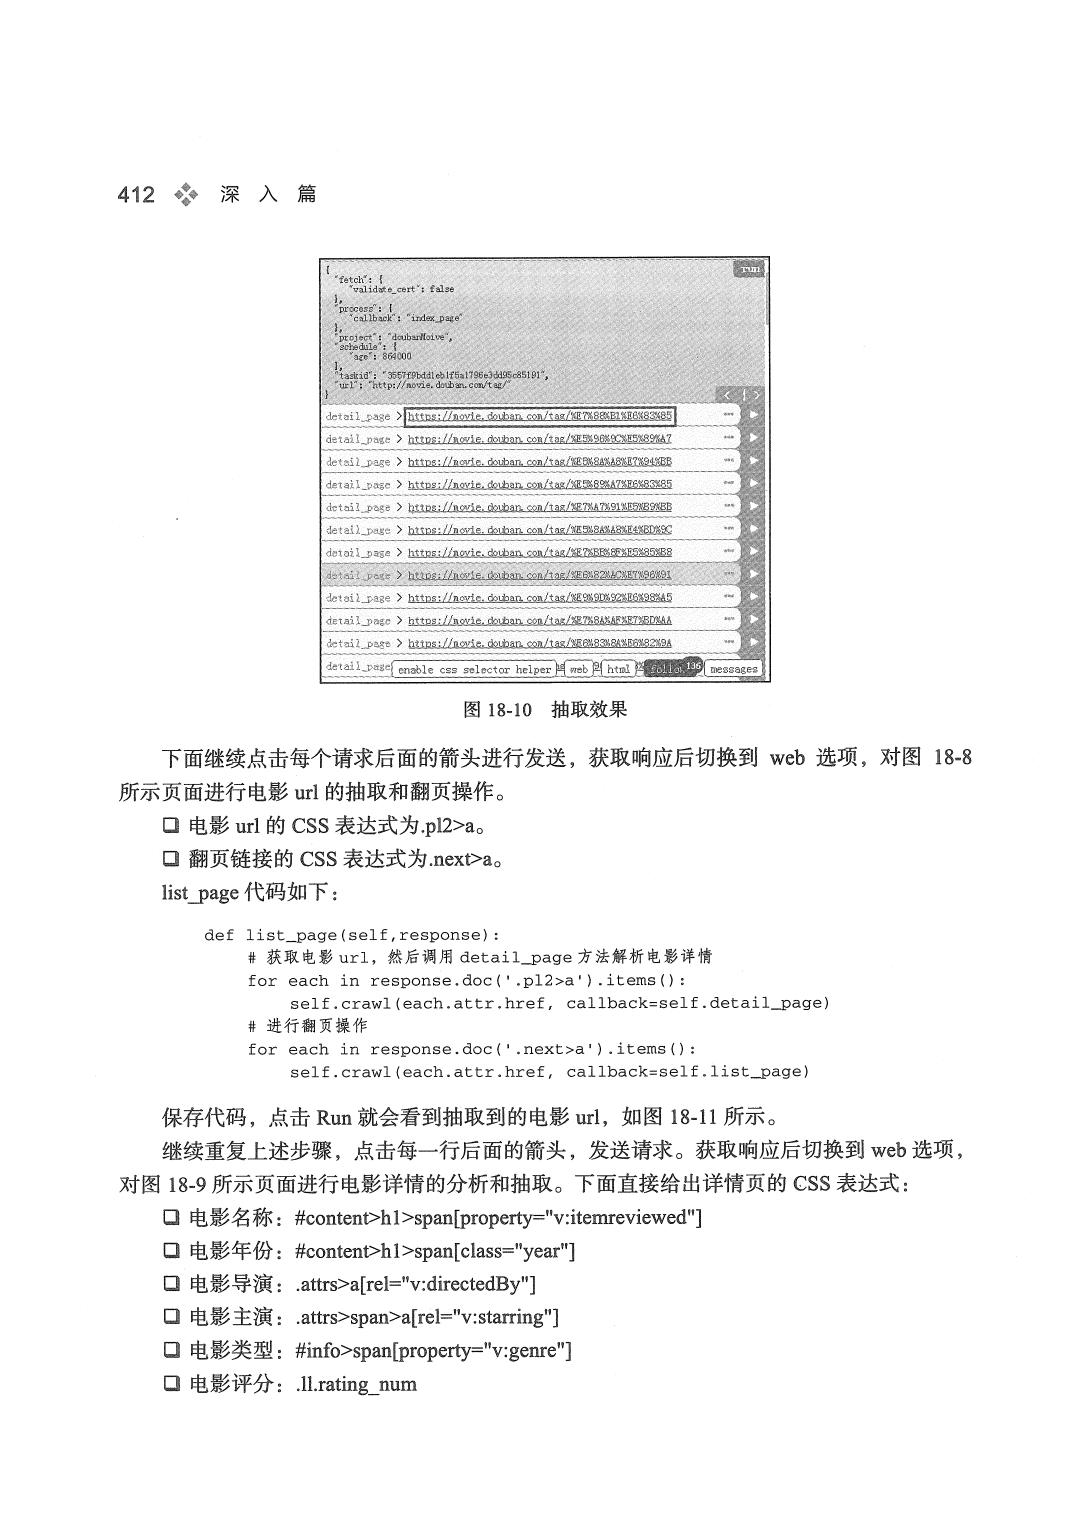 412 深 入 篇
{
"fetch": {
"validate_cert": false
},
"process": {
"callback": "index_page"
},
"project": "doubanMoive",
"schedule": {
"age": 864000
},
"taskid": "3557f9bdd1eb1f5a1796e3dd95c85191",
"url": "http://movie.douban.com/tag/"
}
run
detail_page > https://movie.douban.com/tag/%E7%88%B1%E6%83%85
detail_page > https://movie.douban.com/tag/%E5%96%9C%E5%89%A7
detail_page > https://movie.douban.com/tag/%E5%8A%A8%E7%94%BB
detail_page > https://movie.douban.com/tag/%E5%89%A7%E6%83%85
detail_page > https://movie.douban.com/tag/%E7%A7%91%E5%B9%BB
detail_page > https://movie.douban.com/tag/%E5%8A%A8%E4%BD%9C
detail_page > https://movie.douban.com/tag/%E7%BB%8F%E5%85%B8
detail_page > https://movie.douban.com/tag/%E6%82%AC%E7%96%91
detail_page > https://movie.douban.com/tag/%E9%9D%92%E6%98%A5
detail_page > https://movie.douban.com/tag/%E7%8A%AF%E7%BD%AA
detail_page > https://movie.douban.com/tag/%E6%83%8A%E6%82%9A
detail_page enable css selector helper web html follows 136 messages
图 18-10 抽取效果
下面继续点击每个请求后面的箭头进行发送，获取响应后切换到 web 选项，对图 18-8
所示页面进行电影 url 的抽取和翻页操作。
❑ 电影 url 的 CSS 表达式为.pl2>a。
❑ 翻页链接的 CSS 表达式为.next>a。
list_page 代码如下：
def list_page(self,response):
# 获取电影 url，然后调用 detail_page 方法解析电影详情
for each in response.doc('.pl2>a').items():
self.crawl(each.attr.href, callback=self.detail_page)
# 进行翻页操作
for each in response.doc('.next>a').items():
self.crawl(each.attr.href, callback=self.list_page)
保存代码，点击 Run 就会看到抽取到的电影 url，如图 18-11 所示。
继续重复上述步骤，点击每一行后面的箭头，发送请求。获取响应后切换到 web 选项，
对图 18-9 所示页面进行电影详情的分析和抽取。下面直接给出详情页的 CSS 表达式：
❑ 电影名称：#content>h1>span[property="v:itemreviewed"]
❑ 电影年份：#content>h1>span[class="year"]
❑ 电影导演：.attrs>a[rel="v:directedBy"]
❑ 电影主演：.attrs>span>a[rel="v:starring"]
❑ 电影类型：#info>span[property="v:genre"]
❑ 电影评分：.ll.rating_num